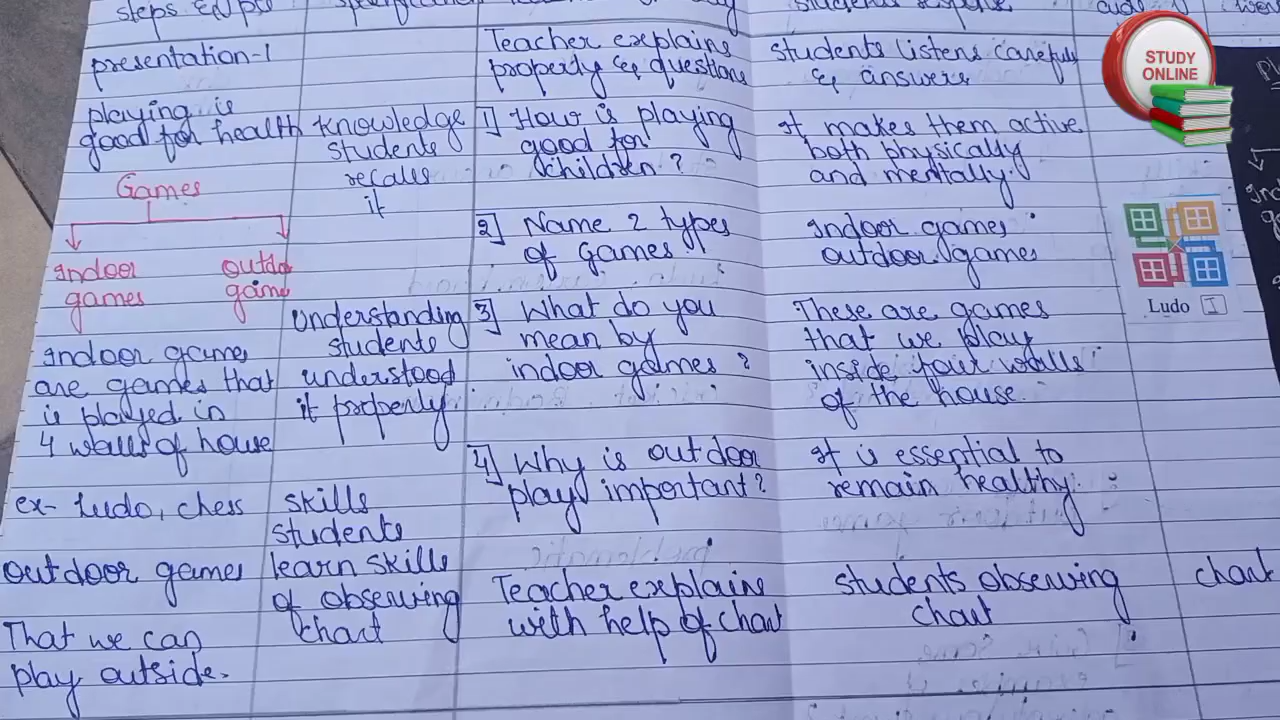 steps
presentation-1
playing is
good for health
Games
Indoor
games
outdo
game
Indoor game
are games that
is played in
4 walls of house
ex- Ludo, chess
outdoor games
That we can
play outside.
knowledge
students
recalls
it
Understanding
students
understood
it properly.
skills
students
learn skills
of observing
chart
Teacher explains
properly & questions
1] How is playing
good for
children?
2] Name 2 types
of games?
3] What do you
mean by
indoor games?
4] Why is outdoor
play important?
Teacher explains
with help of chart
students listens carefully
& answers
It makes them active
both physically
and mentally.
Indoor games
outdoor games
These are games
that we play
inside four walls
of the house.
It is essential to
remain healthy.
students observing
chart
chart
STUDY
ONLINE
Ludo